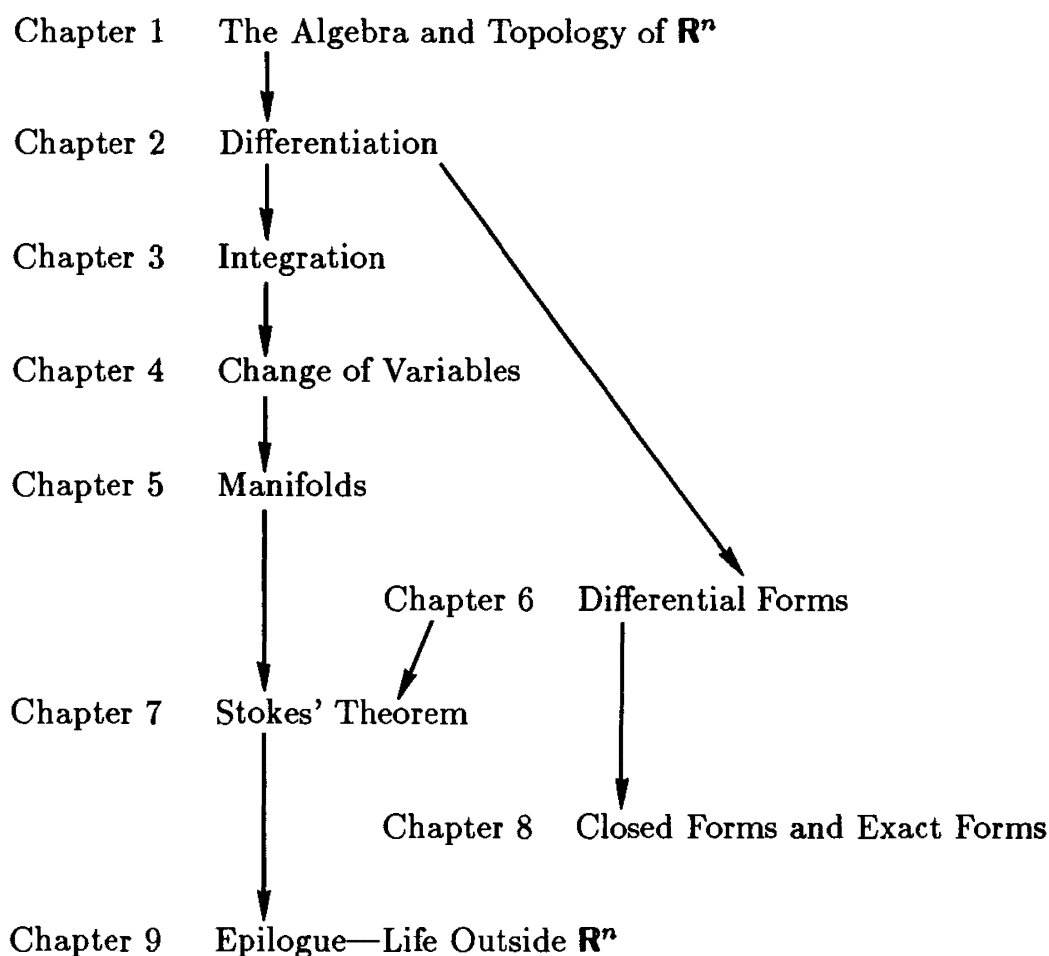 Chapter 1 The Algebra and Topology of Rⁿ
Chapter 2 Differentiation
Chapter 3 Integration
Chapter 4 Change of Variables
Chapter 5 Manifolds
Chapter 6 Differential Forms
Chapter 7 Stokes' Theorem
Chapter 8 Closed Forms and Exact Forms
Chapter 9 Epilogue—Life Outside Rⁿ